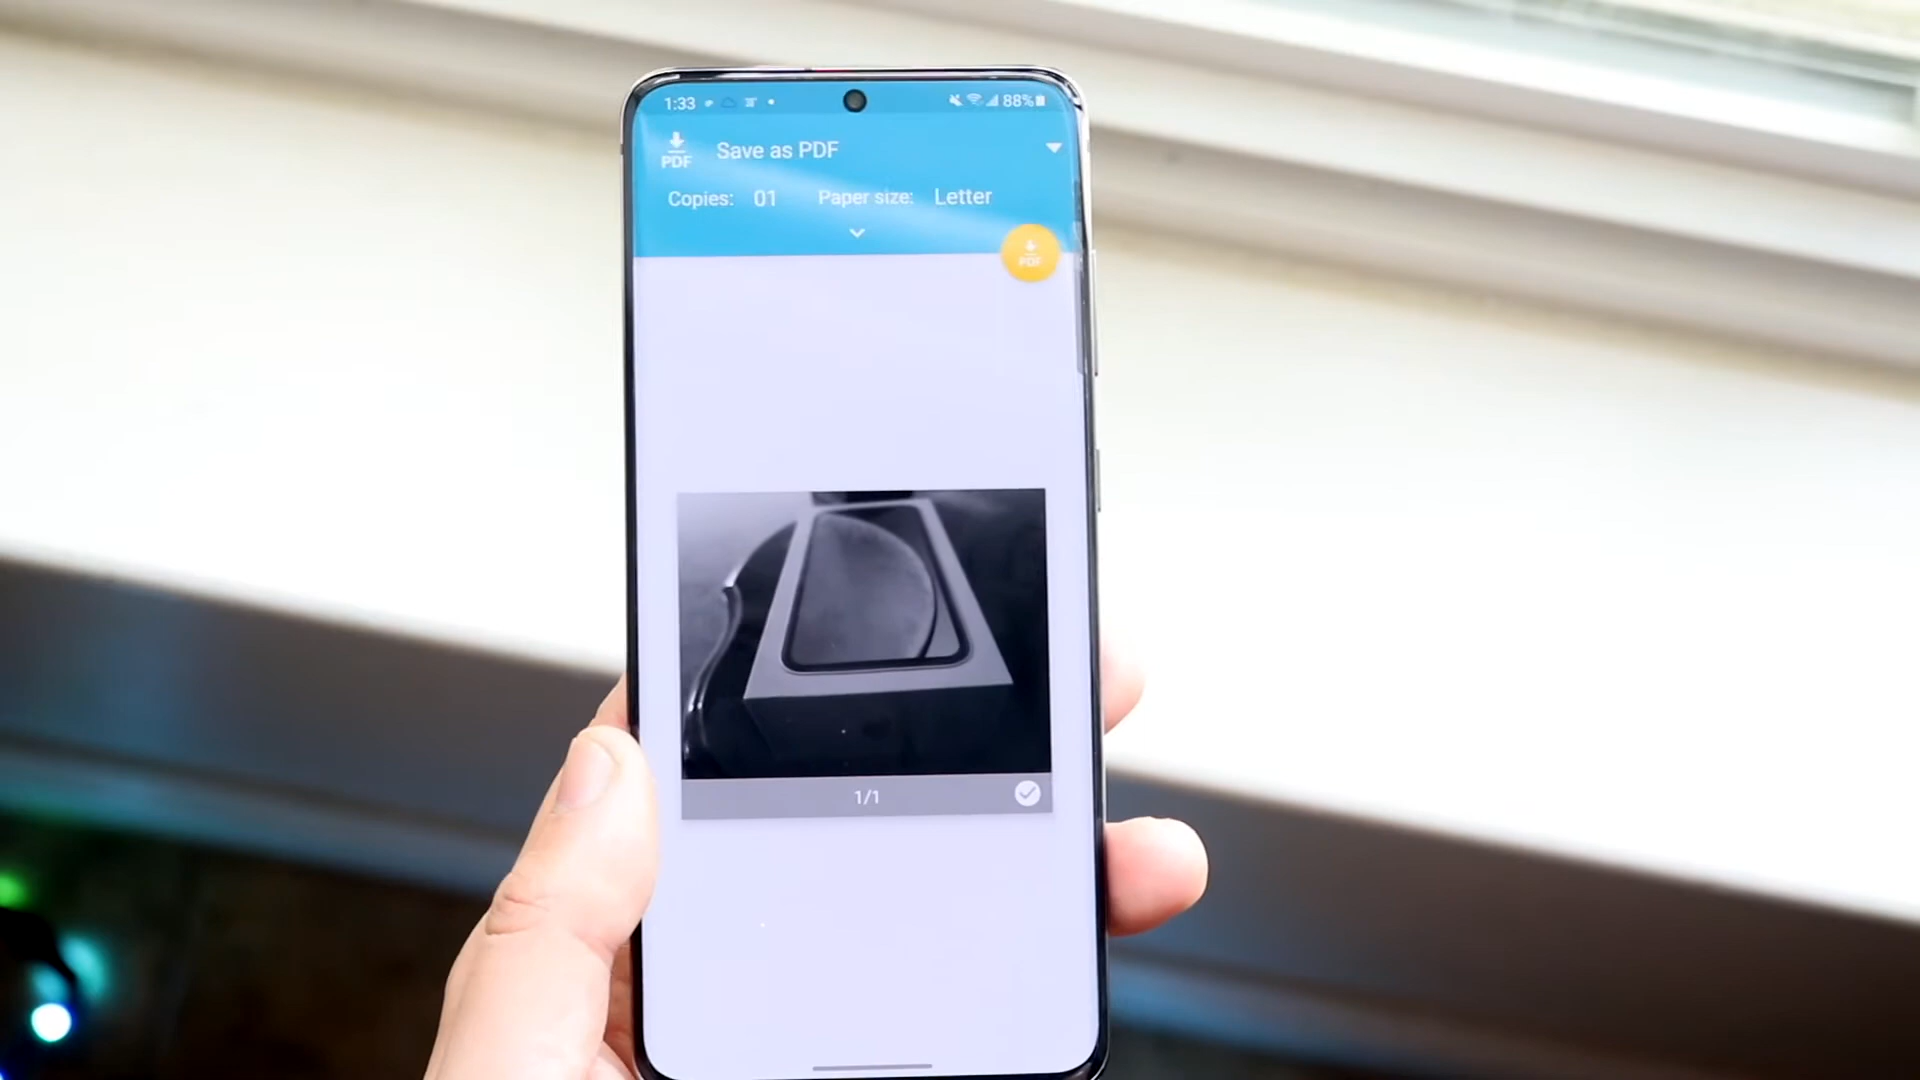 1:33 88%
PDF Save as PDF
Copies: 01 Paper size: Letter
PDF
1/1